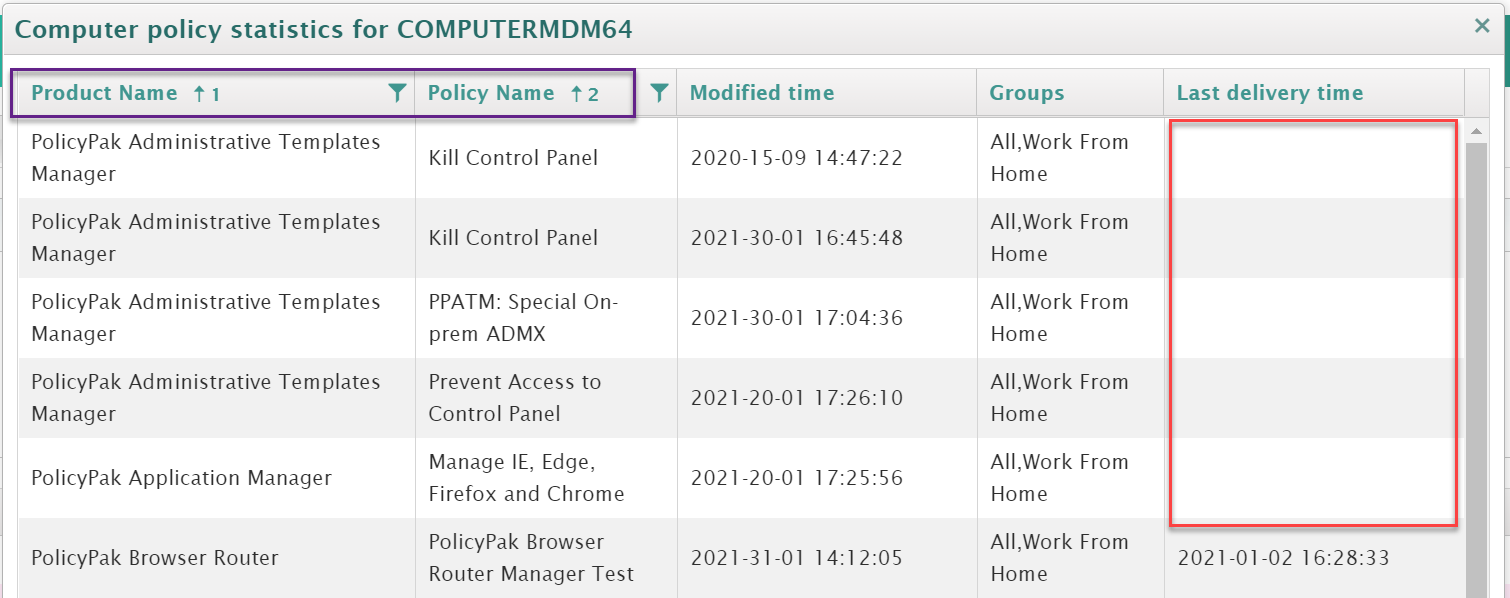 Computer policy statistics for COMPUTERMDM64 ×
Product Name ↑ 1 Policy Name ↑ 2 Modified time Groups Last delivery time
PolicyPak Administrative Templates
Manager
Kill Control Panel
2020-15-09 14:47:22
All,Work From
Home
PolicyPak Administrative Templates
Manager
Kill Control Panel
2021-30-01 16:45:48
All,Work From
Home
PolicyPak Administrative Templates
Manager
PPATM: Special On-
prem ADMX
2021-30-01 17:04:36
All,Work From
Home
PolicyPak Administrative Templates
Manager
Prevent Access to
Control Panel
2021-20-01 17:26:10
All,Work From
Home
PolicyPak Application Manager
Manage IE, Edge,
Firefox and Chrome
2021-20-01 17:25:56
All,Work From
Home
PolicyPak Browser Router
PolicyPak Browser
Router Manager Test
2021-31-01 14:12:05
All,Work From
Home
2021-01-02 16:28:33